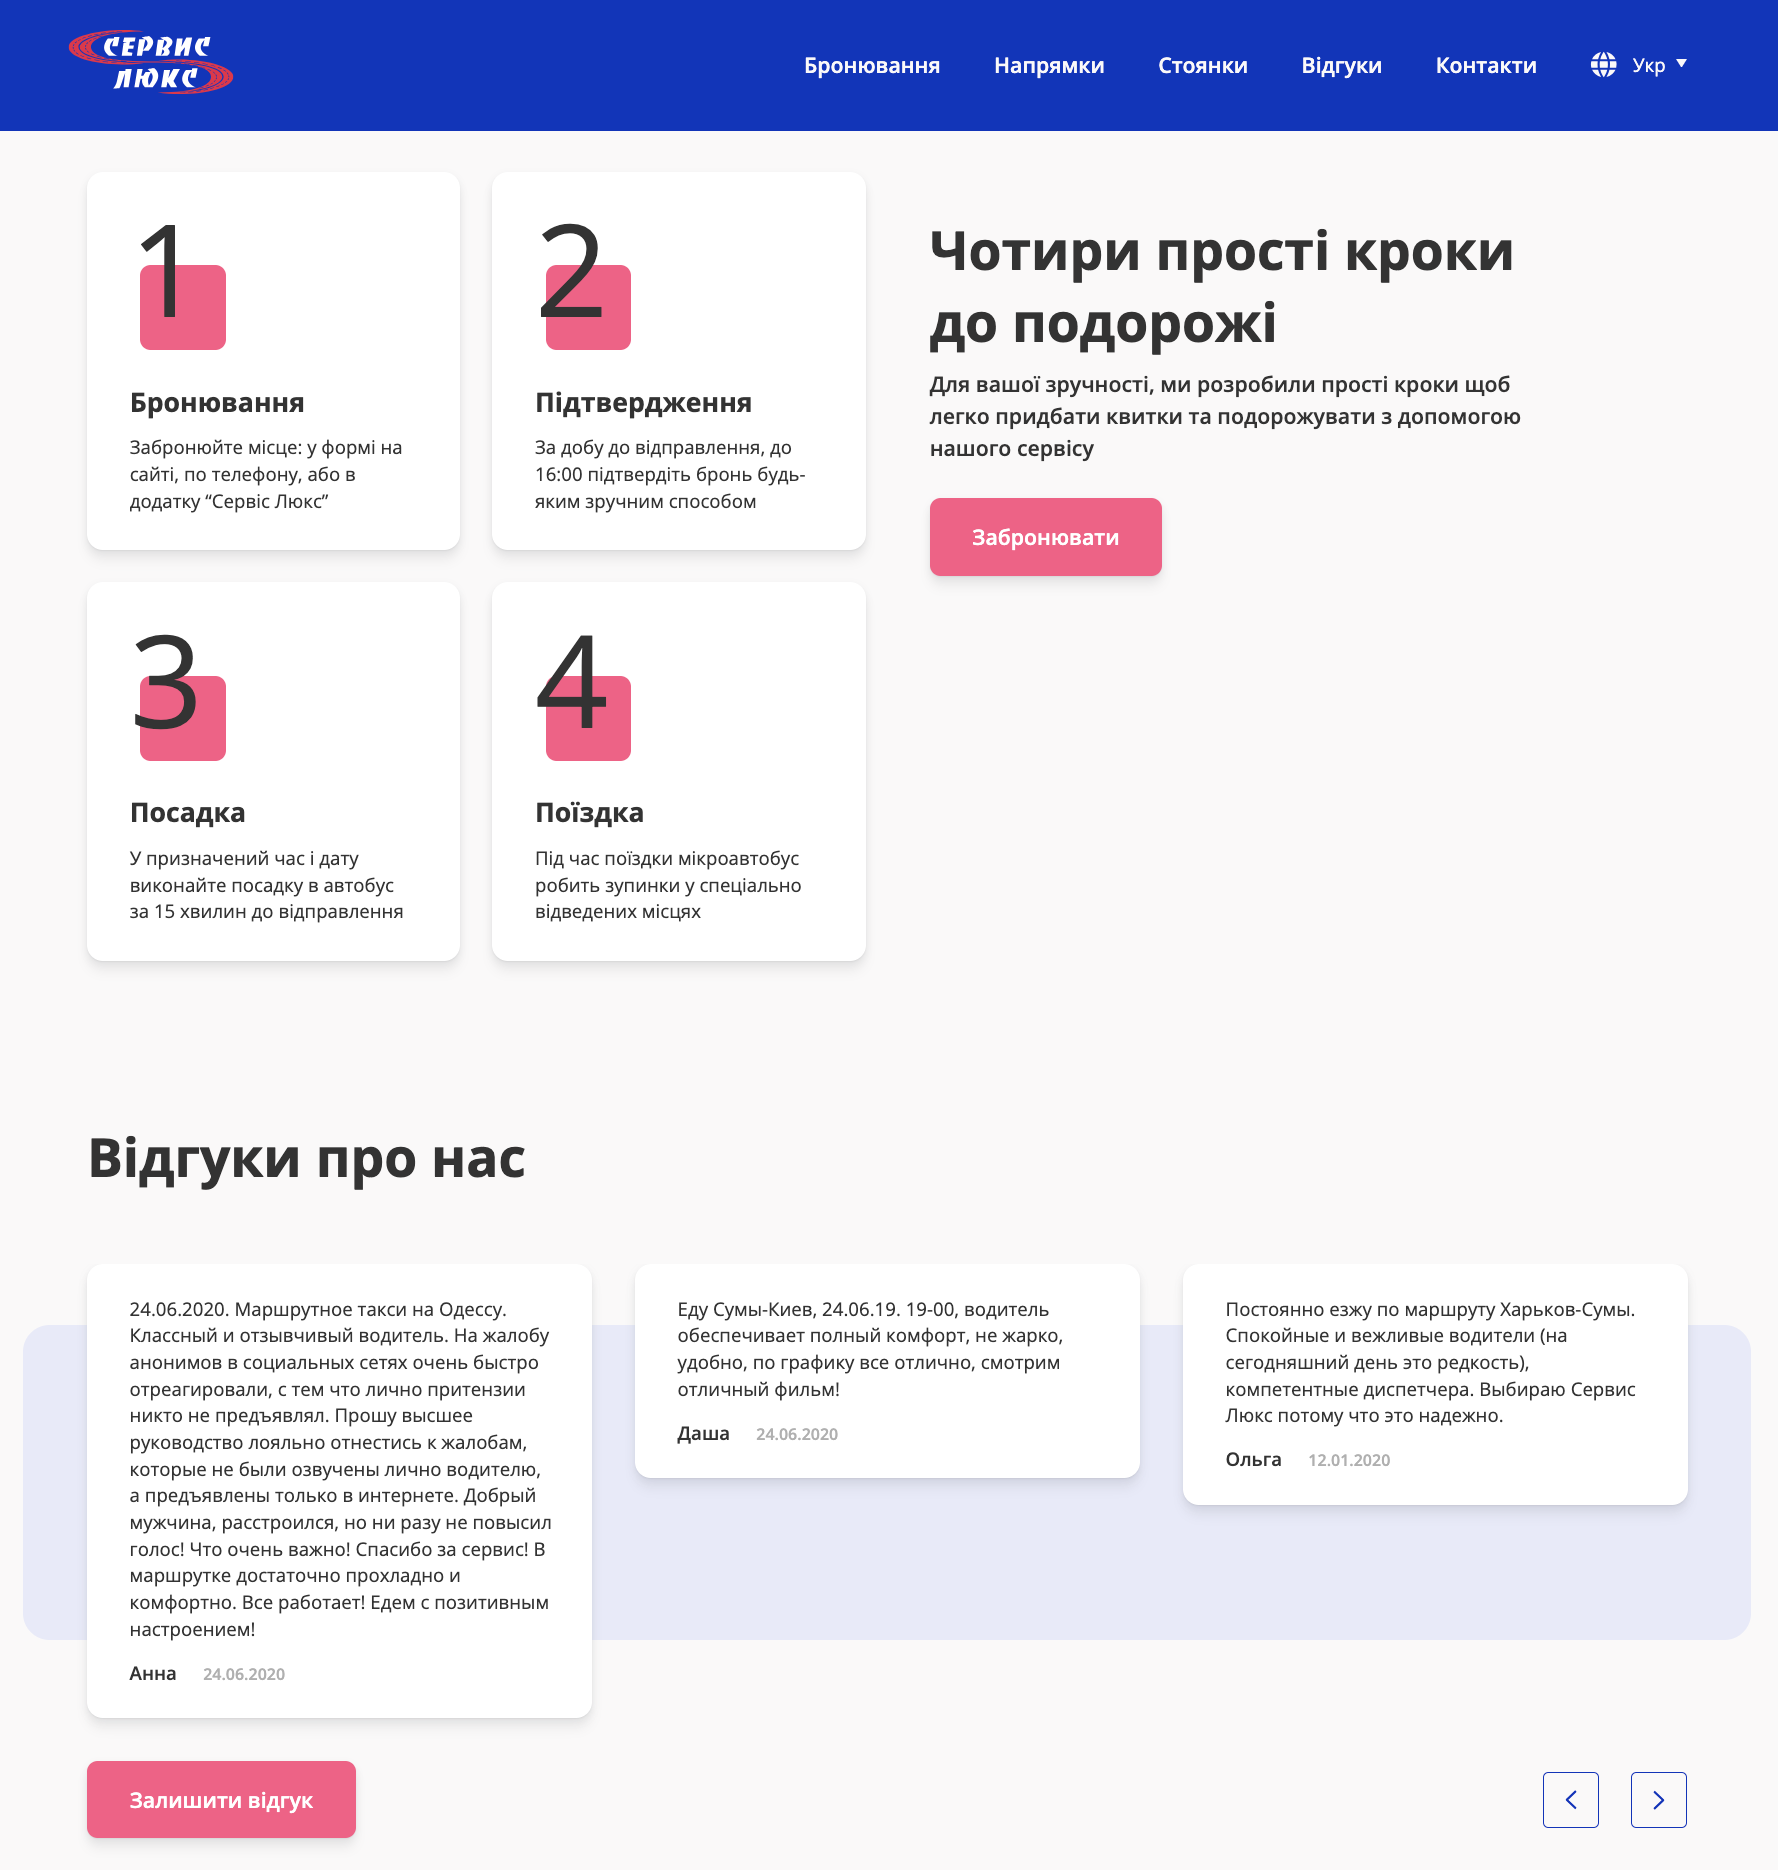 СЕРВИС
ЛЮКС
Бронювання
Напрямки
Стоянки
Відгуки
Контакти
Укр
1
Бронювання
Забронюйте місце: у формі на
сайті, по телефону, або в
додатку “Сервіс Люкс”
2
Підтвердження
За добу до відправлення, до
16:00 підтвердіть бронь будь-
яким зручним способом
Чотири прості кроки
до подорожі
Для вашої зручності, ми розробили прості кроки щоб
легко придбати квитки та подорожувати з допомогою
нашого сервісу
Забронювати
3
Посадка
У призначений час і дату
виконайте посадку в автобус
за 15 хвилин до відправлення
4
Поїздка
Під час поїздки мікроавтобус
робить зупинки у спеціально
відведених місцях
Відгуки про нас
24.06.2020. Маршрутное такси на Одессу.
Классный и отзывчивый водитель. На жалобу
анонимов в социальных сетях очень быстро
отреагировали, с тем что лично притензии
никто не предъявлял. Прошу высшее
руководство лояльно отнестись к жалобам,
которые не были озвучены лично водителю,
а предъявлены только в интернете. Добрый
мужчина, расстроился, но ни разу не повысил
голос! Что очень важно! Спасибо за сервис! В
маршрутке достаточно прохладно и
комфортно. Все работает! Едем с позитивным
настроением!
Анна 24.06.2020
Еду Сумы-Киев, 24.06.19. 19-00, водитель
обеспечивает полный комфорт, не жарко,
удобно, по графику все отлично, смотрим
отличный фильм!
Даша 24.06.2020
Постоянно езжу по маршруту Харьков-Сумы.
Спокойные и вежливые водители (на
сегодняшний день это редкость),
компетентные диспетчера. Выбираю Сервис
Люкс потому что это надежно.
Ольга 12.01.2020
Залишити відгук